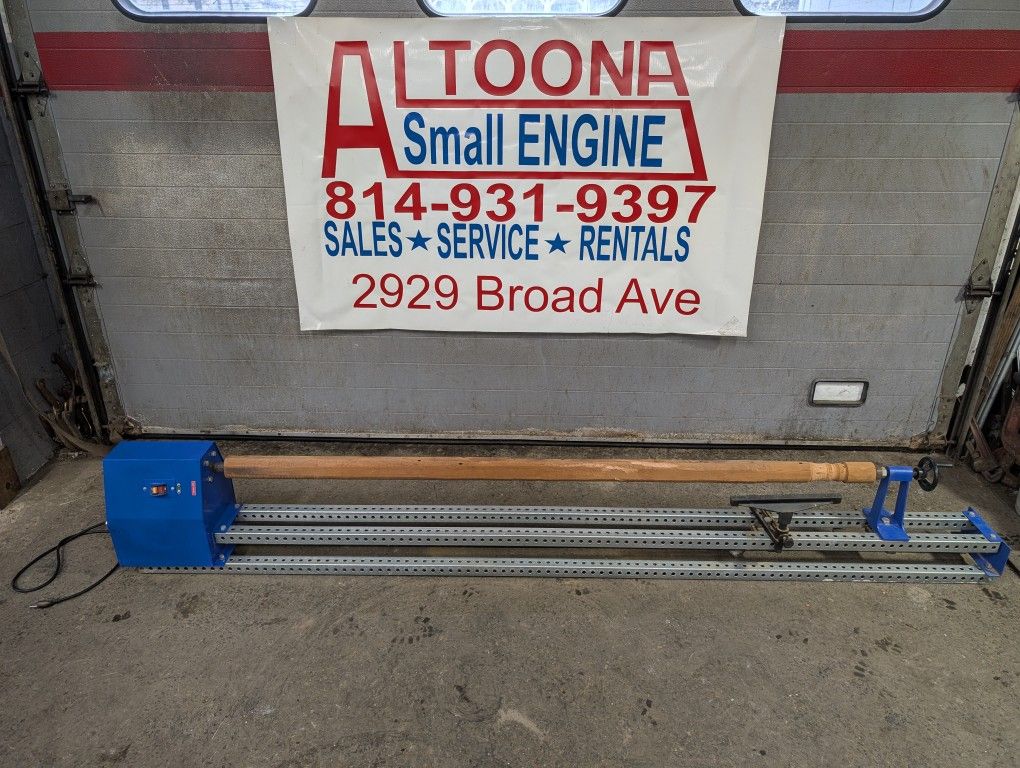 ALTOONA
Small ENGINE
814-931-9397
SALES ★ SERVICE ★ RENTALS
2929 Broad Ave